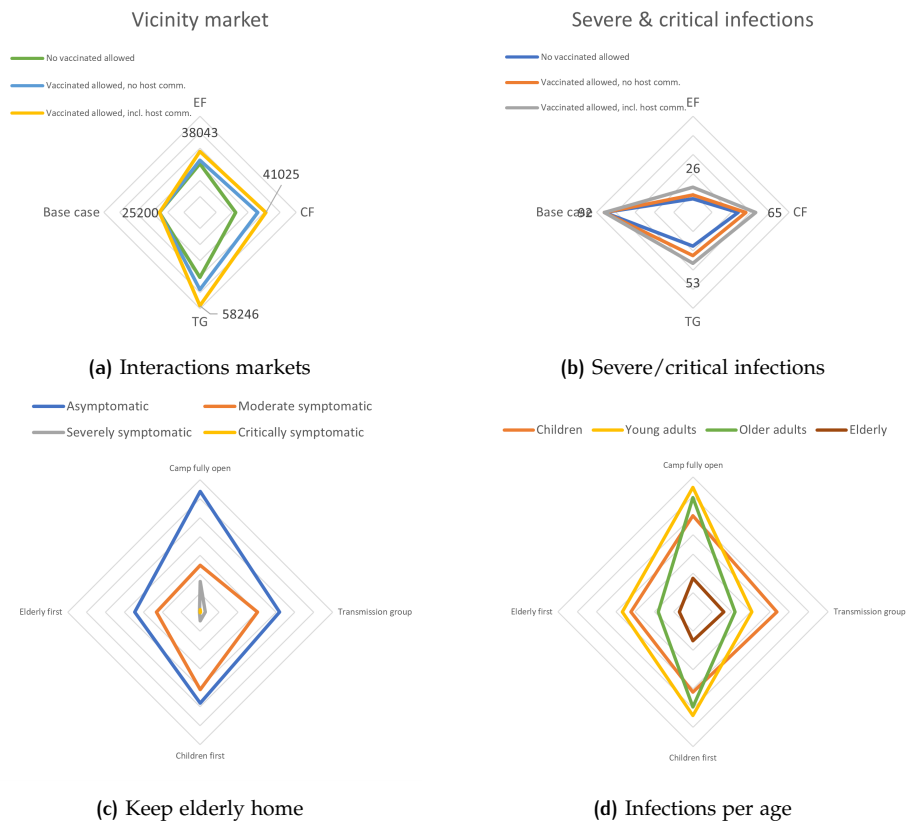 Vicinity market
No vaccinated allowed
Vaccinated allowed, no host comm.
Vaccinated allowed, incl. host comm.
EF
38043
41025
Base case
25200
CF
58246
TG
(a) Interactions markets
Severe & critical infections
No vaccinated allowed
Vaccinated allowed, no host comm.
Vaccinated allowed, incl. host comm.
EF
26
Base case
92
65
CF
53
TG
(b) Severe/critical infections
Asymptomatic
Moderate symptomatic
Severely symptomatic
Critically symptomatic
Camp fully open
Elderly first
Transmission group
Children first
(c) Keep elderly home
Children
Young adults
Older adults
Elderly
Camp fully open
Elderly first
Transmission group
Children first
(d) Infections per age